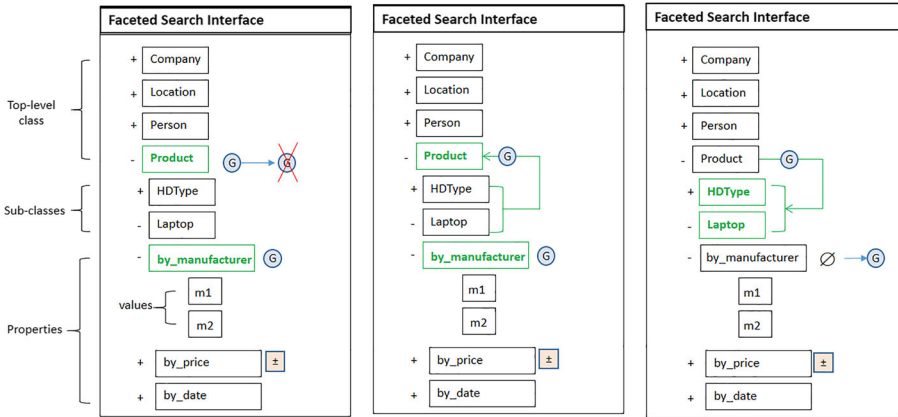 Faceted Search Interface
Top-level
class
Sub-classes
Properties
+ Company
+ Location
+ Person
- Product G G
+ HDType
- Laptop
- by_manufacturer G
values
m1
m2
+ by_price ±
+ by_date
Faceted Search Interface
+ Company
+ Location
+ Person
- Product G
+ HDType
- Laptop
- by_manufacturer G
m1
m2
+ by_price ±
+ by_date
Faceted Search Interface
+ Company
+ Location
+ Person
- Product G
+ HDType
- Laptop
- by_manufacturer ∅ G
m1
m2
+ by_price ±
+ by_date